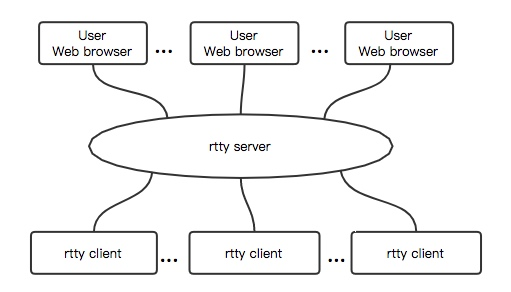 User
Web browser
...
User
Web browser
...
User
Web browser
rtty server
rtty client
...
rtty client
...
rtty client